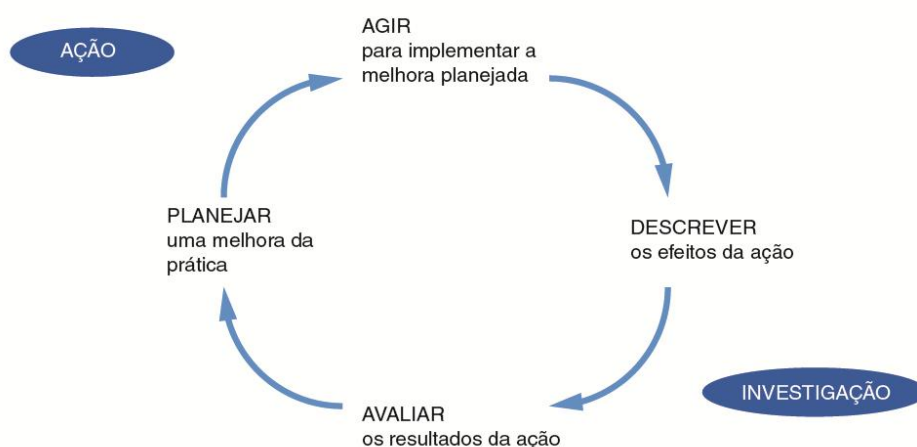 AÇÃO
AGIR
para implementar a
melhora planejada
PLANEJAR
uma melhora da
prática
DESCREVER
os efeitos da ação
INVESTIGAÇÃO
AVALIAR
os resultados da ação